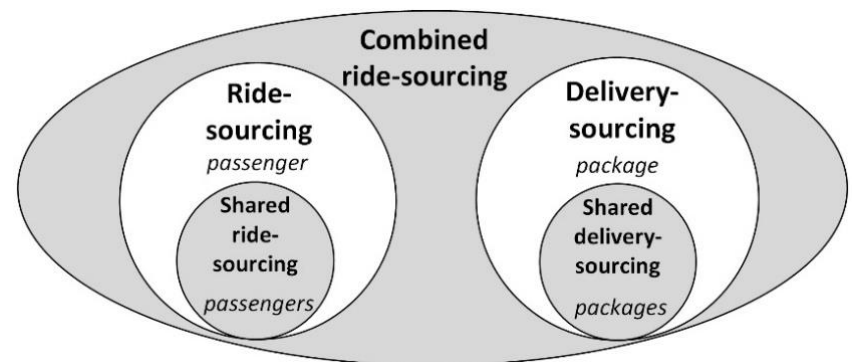 Combined
ride-sourcing
Ride-
sourcing
passenger
Shared
ride-
sourcing
passengers
Delivery-
sourcing
package
Shared
delivery-
sourcing
packages